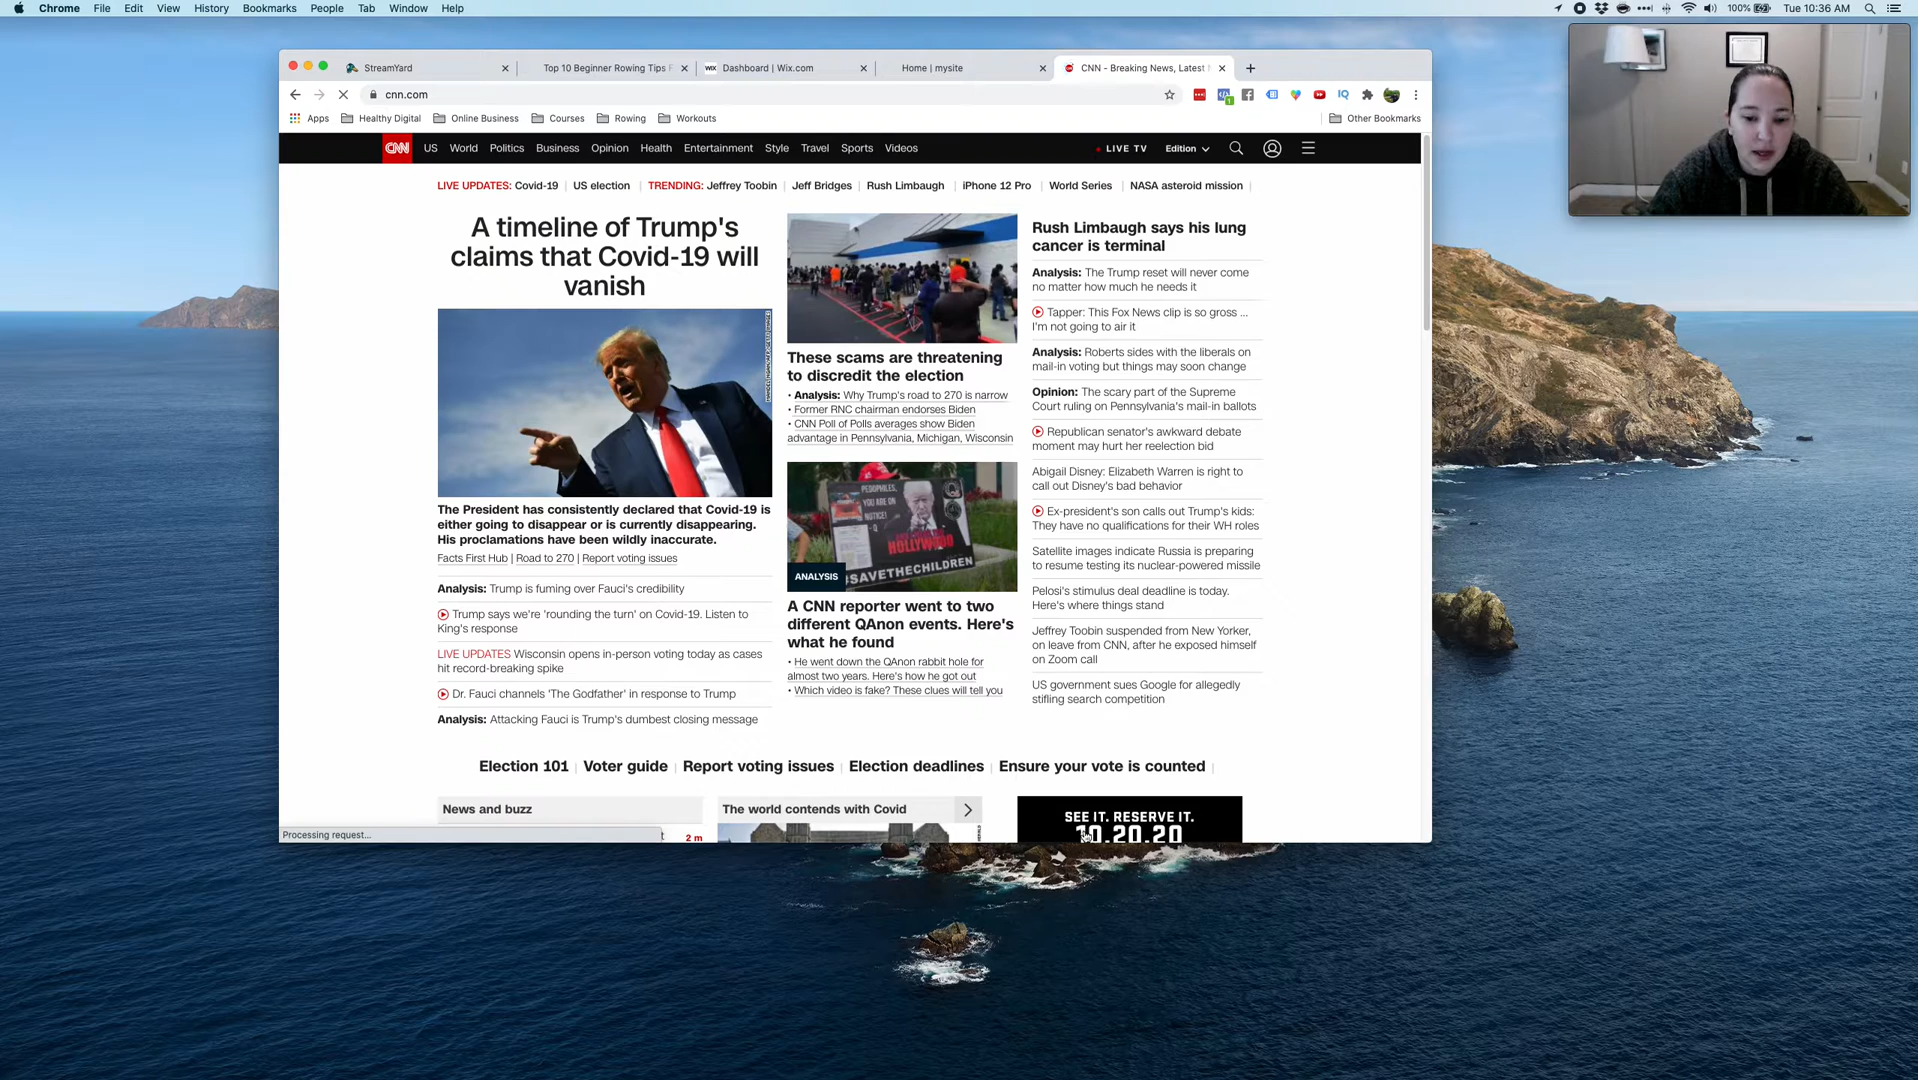 Chrome File Edit View History Bookmarks People Tab Window Help
100% Tue 10:36 AM
StreamYard
Top 10 Beginner Rowing Tips F
WIX Dashboard | Wix.com
Home | mysite
CNN - Breaking News, Latest
cnn.com
IQ
1
Apps Healthy Digital Online Business Courses Rowing Workouts
Other Bookmarks
CNN US World Politics Business Opinion Health Entertainment Style Travel Sports Videos
LIVE TV Edition
LIVE UPDATES: Covid-19 | US election | TRENDING: Jeffrey Toobin | Jeff Bridges | Rush Limbaugh | iPhone 12 Pro | World Series | NASA asteroid mission |
A timeline of Trump's
claims that Covid-19 will
vanish
The President has consistently declared that Covid-19 is
either going to disappear or is currently disappearing.
His proclamations have been wildly inaccurate.
Facts First Hub | Road to 270 | Report voting issues
Analysis: Trump is fuming over Fauci's credibility
Trump says we're 'rounding the turn' on Covid-19. Listen to
King's response
LIVE UPDATES Wisconsin opens in-person voting today as cases
hit record-breaking spike
Dr. Fauci channels 'The Godfather' in response to Trump
Analysis: Attacking Fauci is Trump's dumbest closing message
These scams are threatening
to discredit the election
• Analysis: Why Trump's road to 270 is narrow
• Former RNC chairman endorses Biden
• CNN Poll of Polls averages show Biden
advantage in Pennsylvania, Michigan, Wisconsin
PEDOPHILES,
YOU ARE ON
NOTICE!
HOLLYWOOD
#SAVETHECHILDREN
ANALYSIS
A CNN reporter went to two
different QAnon events. Here's
what he found
• He went down the QAnon rabbit hole for
almost two years. Here's how he got out
• Which video is fake? These clues will tell you
Rush Limbaugh says his lung
cancer is terminal
Analysis: The Trump reset will never come
no matter how much he needs it
Tapper: This Fox News clip is so gross ...
I'm not going to air it
Analysis: Roberts sides with the liberals on
mail-in voting but things may soon change
Opinion: The scary part of the Supreme
Court ruling on Pennsylvania's mail-in ballots
Republican senator's awkward debate
moment may hurt her reelection bid
Abigail Disney: Elizabeth Warren is right to
call out Disney's bad behavior
Ex-president's son calls out Trump's kids:
They have no qualifications for their WH roles
Satellite images indicate Russia is preparing
to resume testing its nuclear-powered missile
Pelosi's stimulus deal deadline is today.
Here's where things stand
Jeffrey Toobin suspended from New Yorker,
on leave from CNN, after he exposed himself
on Zoom call
US government sues Google for allegedly
stifling search competition
Election 101 | Voter guide | Report voting issues | Election deadlines | Ensure your vote is counted |
News and buzz
The world contends with Covid
SEE IT. RESERVE IT.
10.20.20
2 m
Processing request...